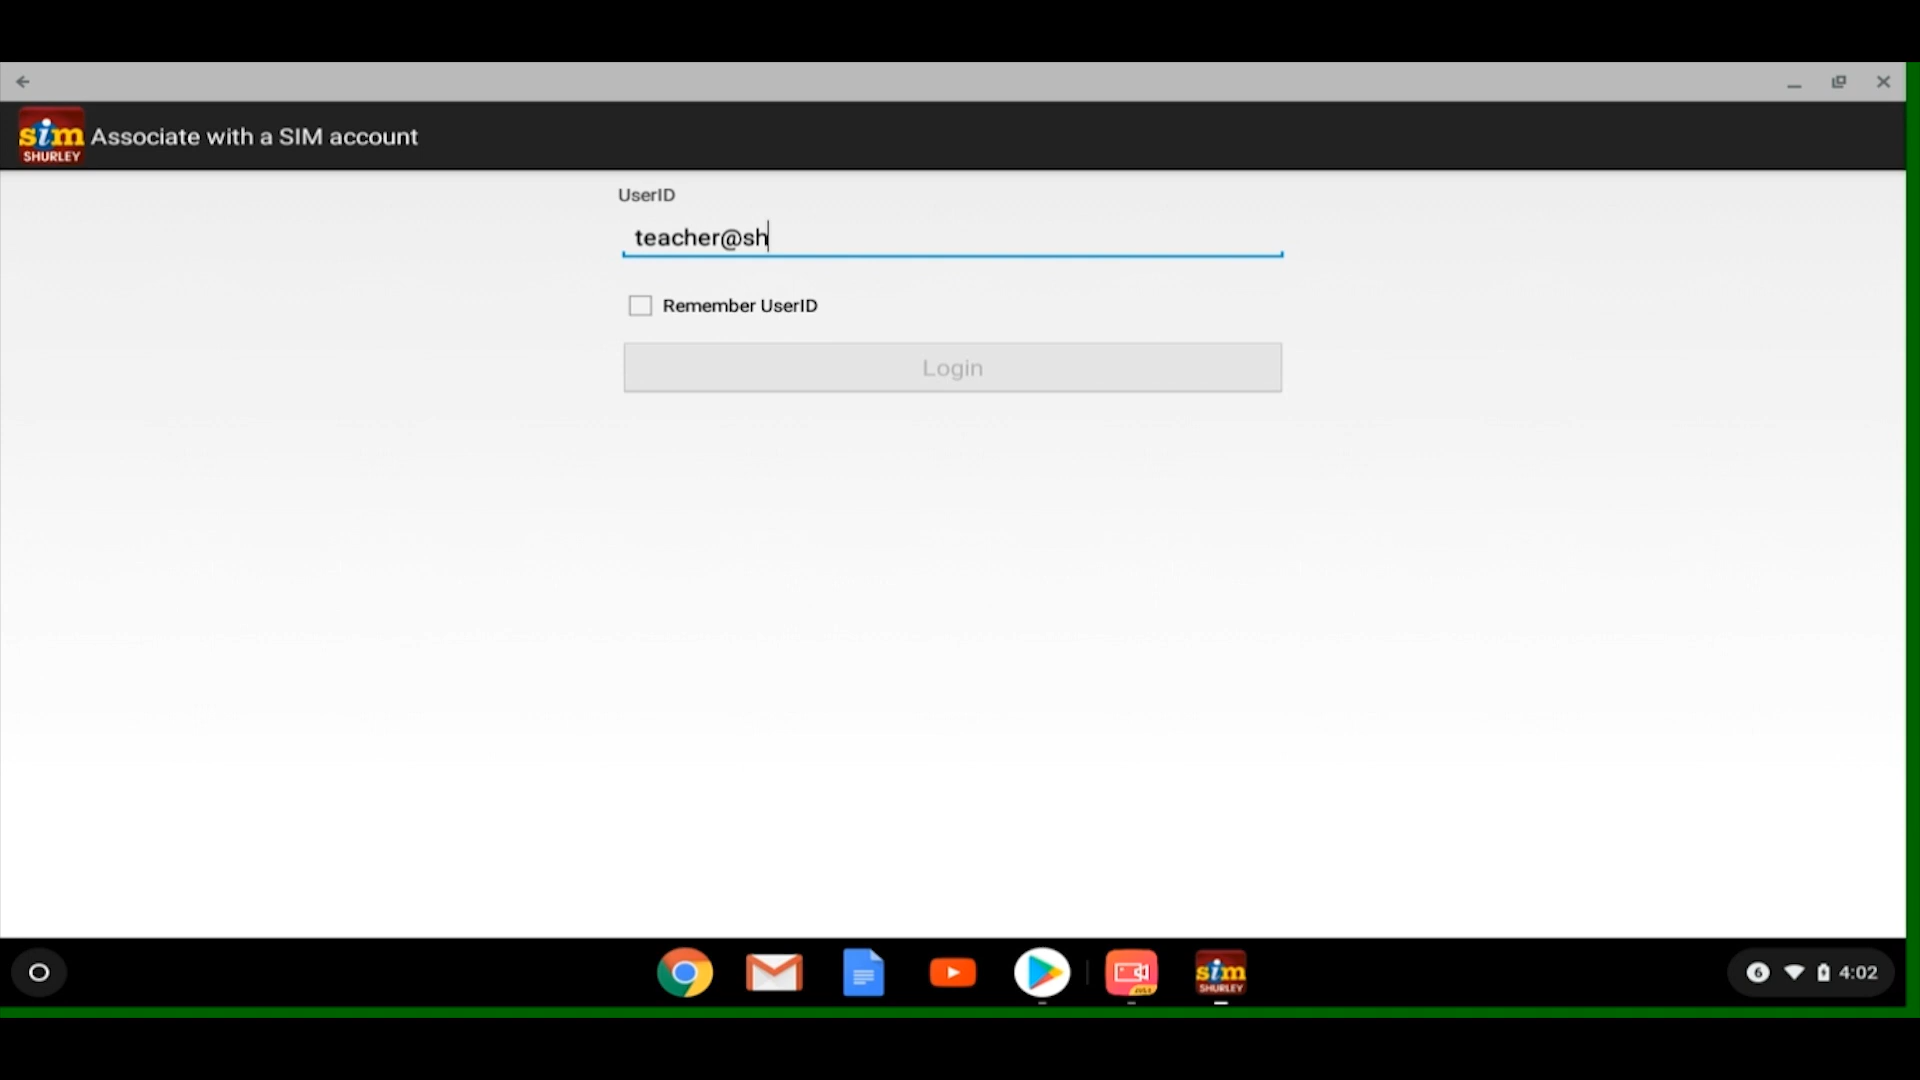 sim
SHURLEY
Associate with a SIM account
UserID
teacher@sh
Remember UserID
Login
sim
SHURLEY
6
4:02